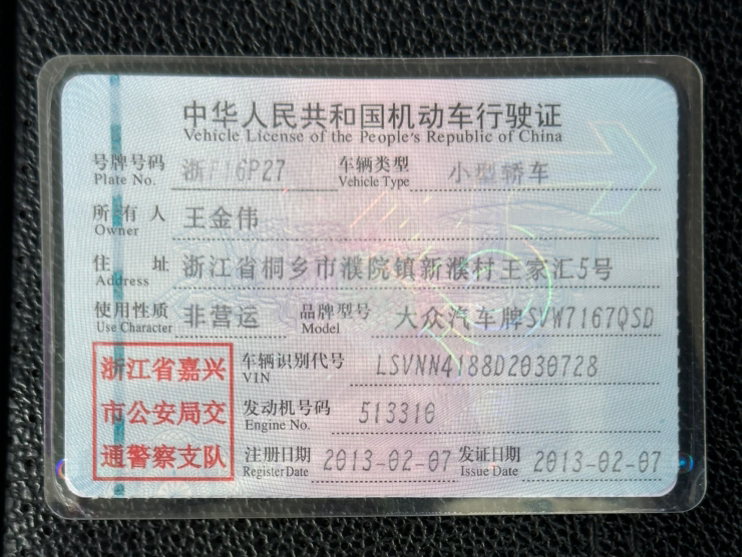 中华人民共和国机动车行驶证
Vehicle License of the People's Republic of China
号牌号码 浙F16P27 车辆类型 小型轿车
Plate No. Vehicle Type
所有人 王金伟
Owner
住址 浙江省桐乡市濮院镇新濮村王家汇5号
Address
使用性质 非营运 品牌型号 大众汽车牌SVW7167QSD
Use Character Model
浙江省嘉兴
市公安局交
通警察支队
车辆识别代号 LSVNN4188D2030728
VIN
发动机号码 513310
Engine No.
注册日期 2013-02-07 发证日期 2013-02-07
Register Date Issue Date